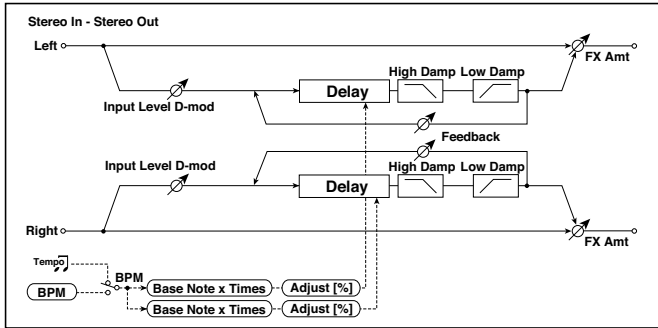 Stereo In - Stereo Out
Left
FX Amt
High Damp Low Damp
Delay
Input Level D-mod
Feedback
Input Level D-mod
High Damp Low Damp
Delay
Right
FX Amt
Tempo
BPM
BPM
Base Note x Times Adjust [%]
Base Note x Times Adjust [%]